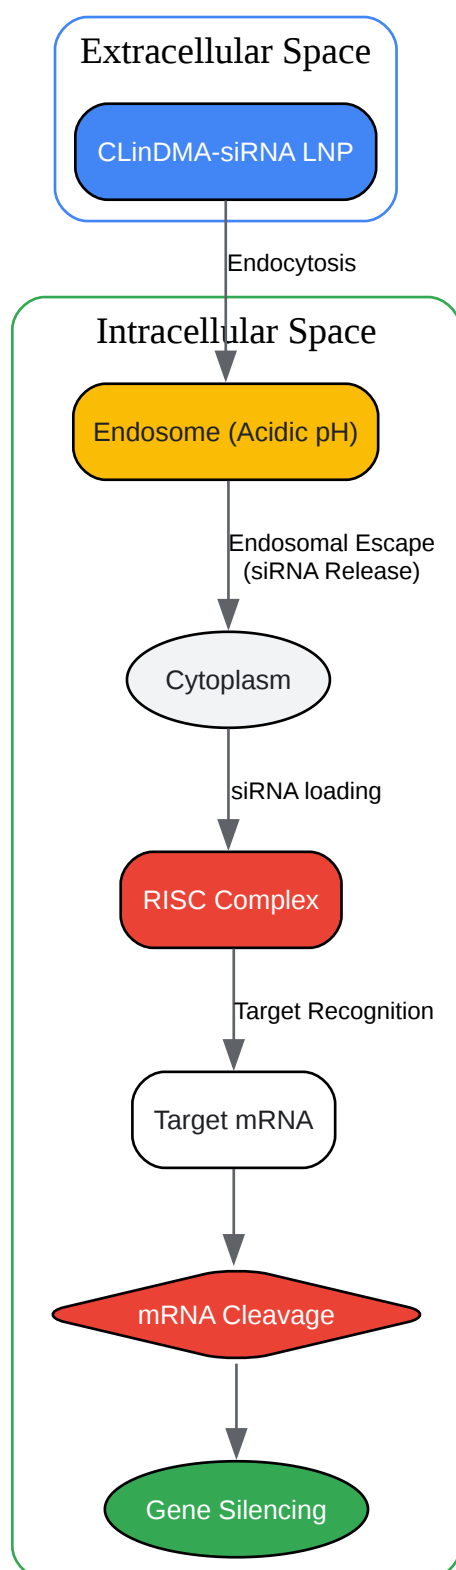 Extracellular Space
CLinDMA-siRNA LNP
Endocytosis
Intracellular Space
Endosome (Acidic pH)
Endosomal Escape
(siRNA Release)
Cytoplasm
siRNA loading
RISC Complex
Target Recognition
Target mRNA
mRNA Cleavage
Gene Silencing